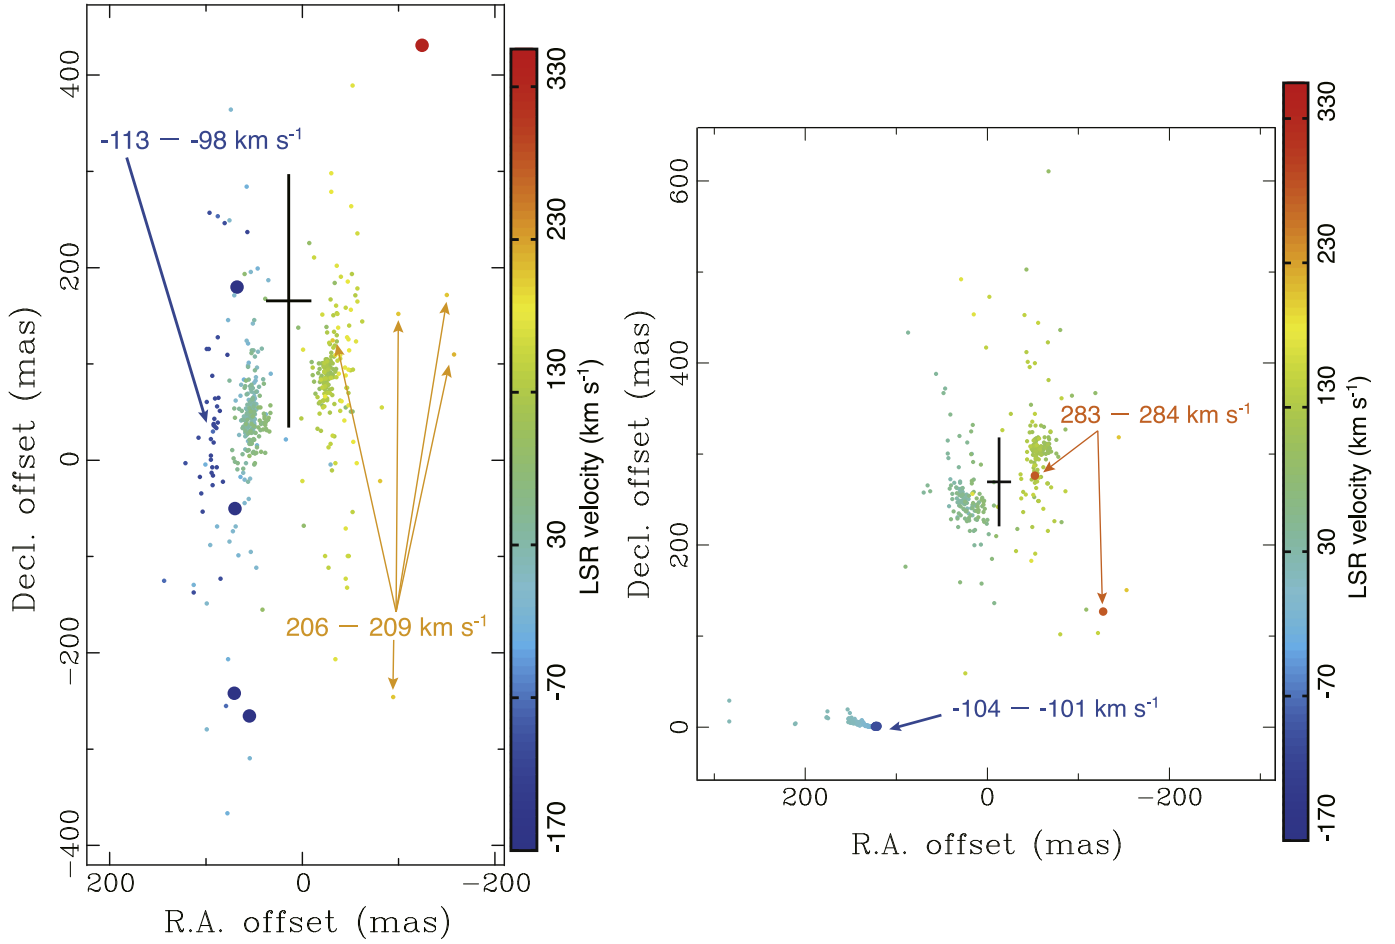 400
200
0
−200
−400
Decl. offset (mas)
200
0
−200
R.A. offset (mas)
-113 — -98 km s-1
206 — 209 km s-1
330
230
130
30
-70
-170
LSR velocity (km s-1)
600
400
200
0
Decl. offset (mas)
200
0
−200
R.A. offset (mas)
283 — 284 km s-1
-104 — -101 km s-1
330
230
130
30
-70
-170
LSR velocity (km s-1)